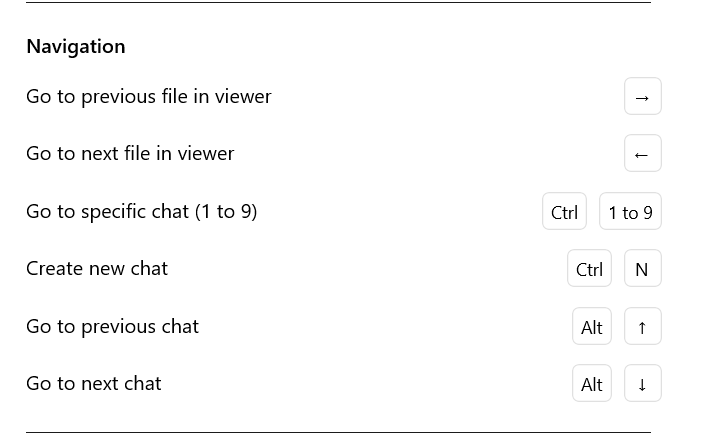 Navigation
Go to previous file in viewer →
Go to next file in viewer ←
Go to specific chat (1 to 9) Ctrl 1 to 9
Create new chat Ctrl N
Go to previous chat Alt ↑
Go to next chat Alt ↓